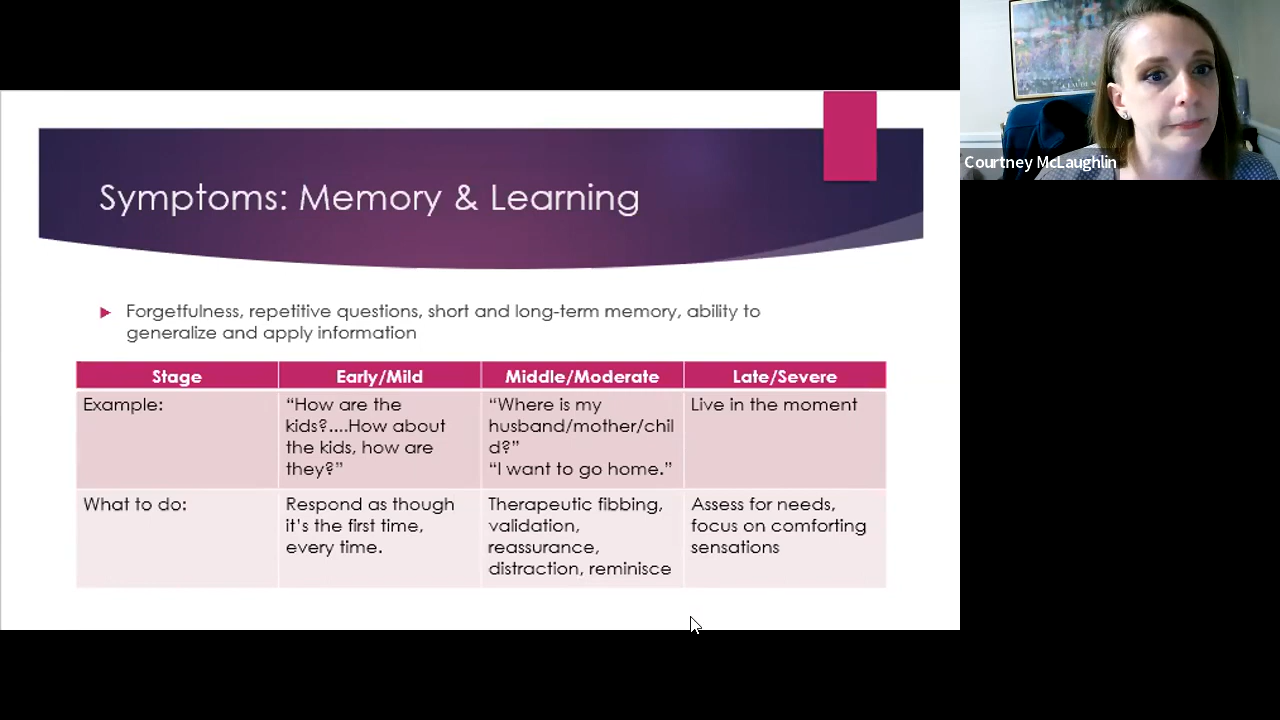 Symptoms: Memory & Learning
Forgetfulness, repetitive questions, short and long-term memory, ability to
generalize and apply information
Stage
Early/Mild
Middle/Moderate
Late/Severe
Example:
“How are the
kids?....How about
the kids, how are
they?”
“Where is my
husband/mother/chil
d?”
“I want to go home.”
Live in the moment
What to do:
Respond as though
it’s the first time,
every time.
Therapeutic fibbing,
validation,
reassurance,
distraction, reminisce
Assess for needs,
focus on comforting
sensations
Courtney McLaughlin